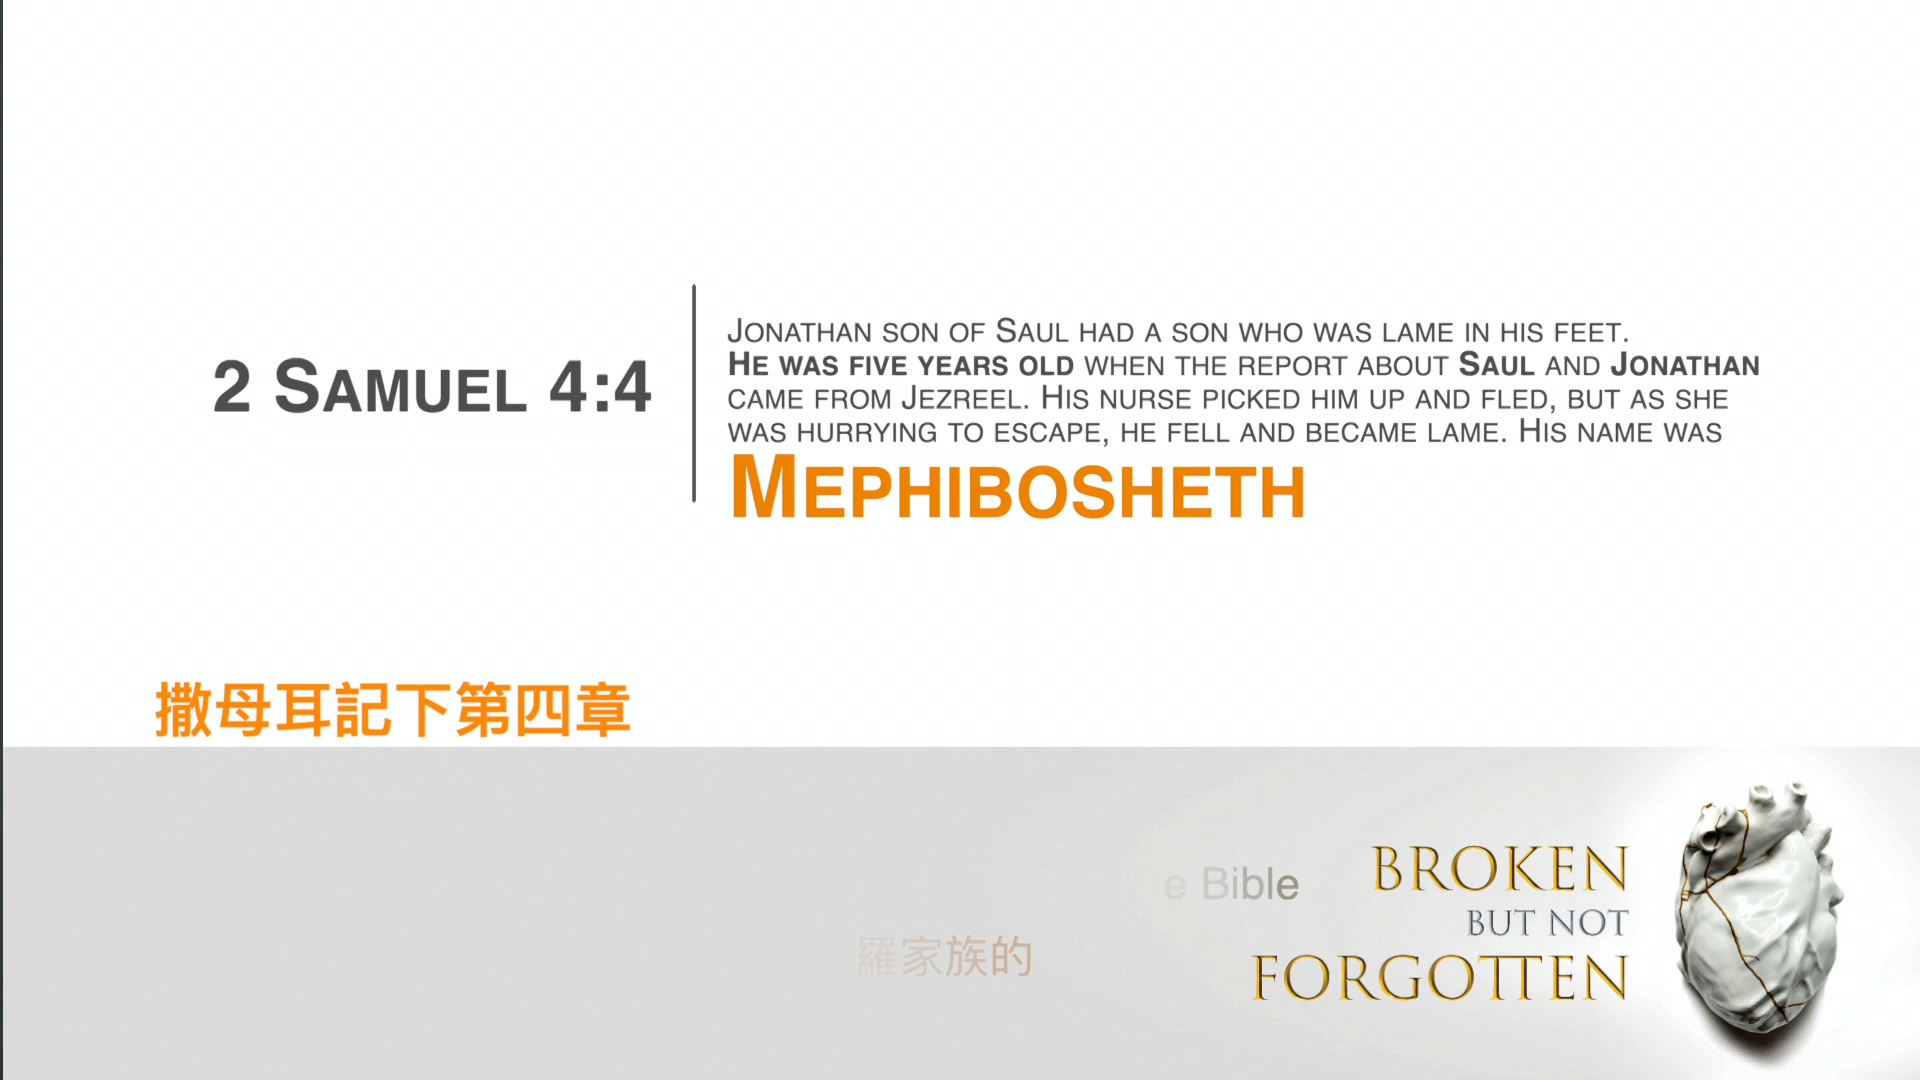 2 Samuel 4:4
Jonathan son of Saul had a son who was lame in his feet.
He was five years old when the report about Saul and Jonathan
came from Jezreel. His nurse picked him up and fled, but as she
was hurrying to escape, he fell and became lame. His name was
Mephibosheth
撒母耳記下第四章
e Bible
羅家族的
BROKEN
BUT NOT
FORGOTTEN